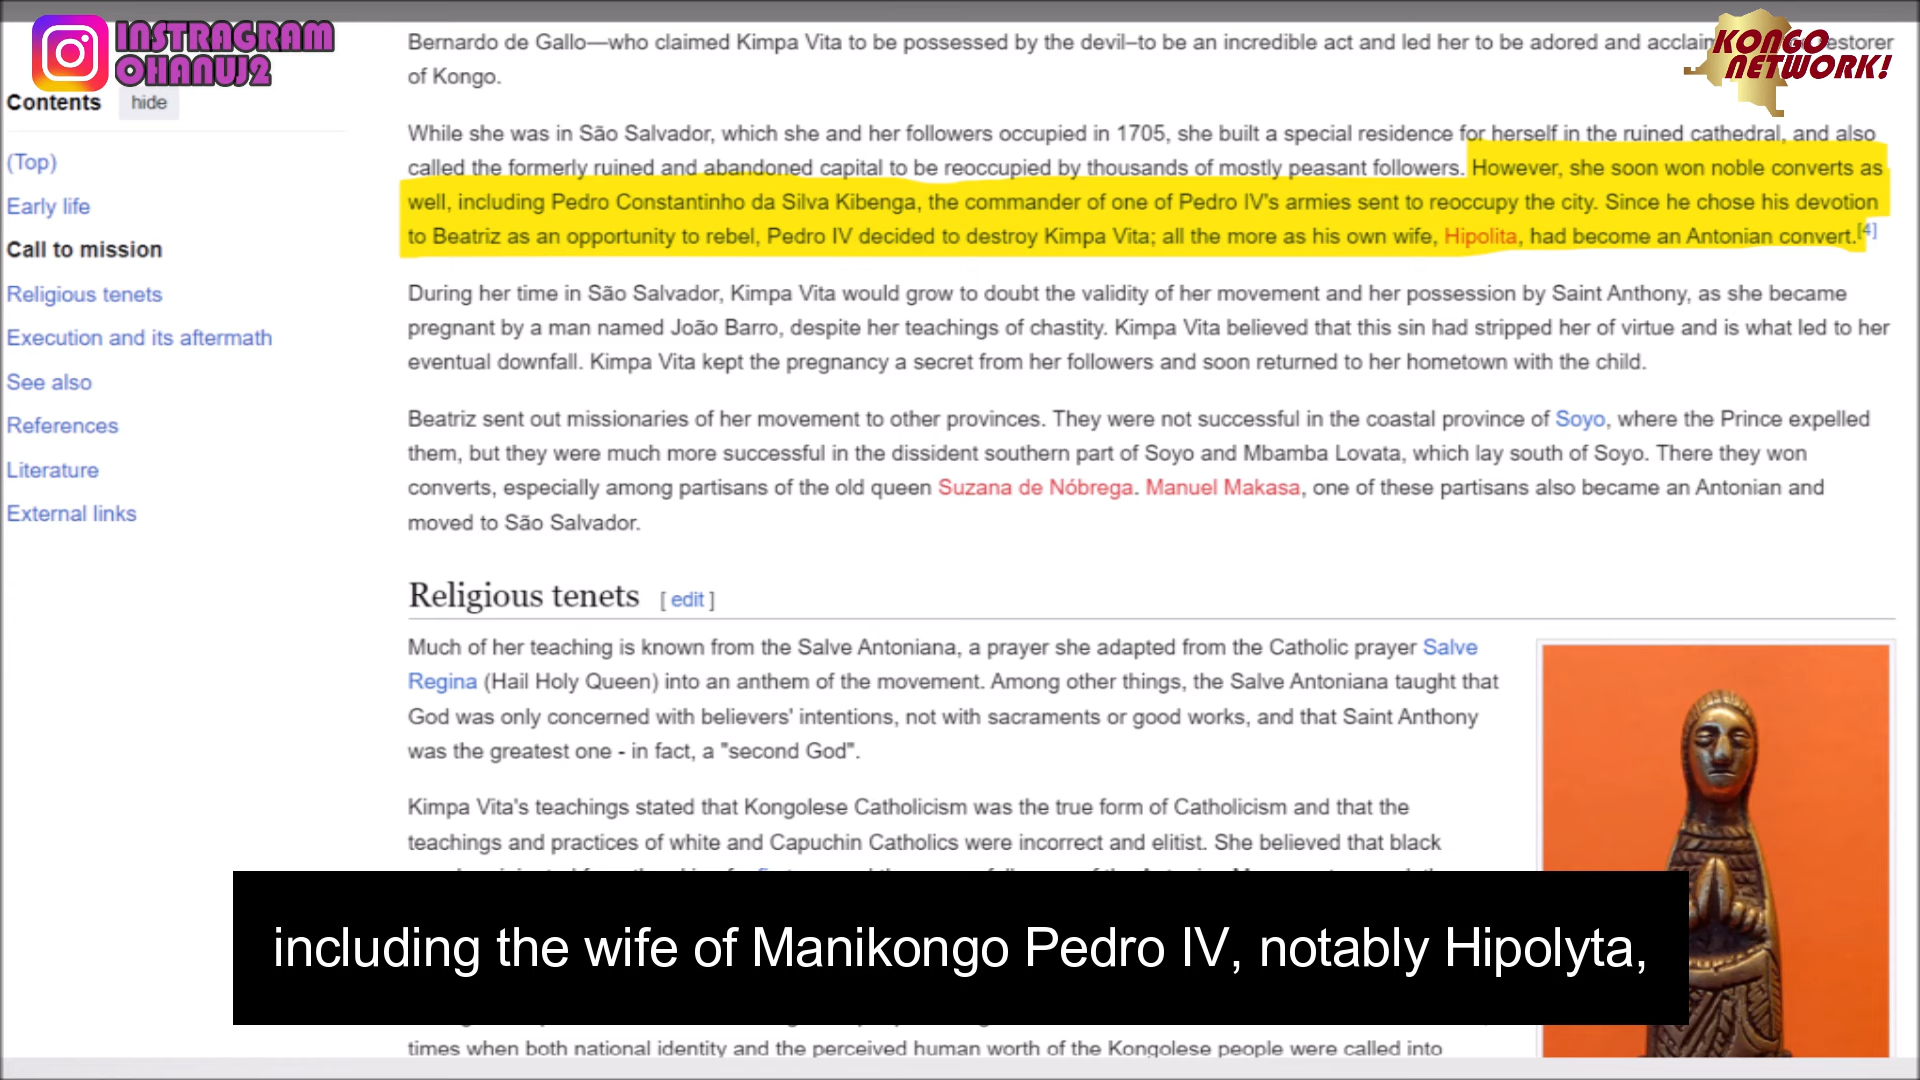 INSTRAGRAM
OHANUJ2
KONGO
NETWORK!
Contents hide
(Top)
Early life
Call to mission
Religious tenets
Execution and its aftermath
See also
References
Literature
External links
Bernardo de Gallo—who claimed Kimpa Vita to be possessed by the devil–to be an incredible act and led her to be adored and
of Kongo.
While she was in São Salvador, which she and her followers occupied in 1705, she built a special residence for herself in the ruined cathedral, and also
called the formerly ruined and abandoned capital to be reoccupied by thousands of mostly peasant followers. However, she soon won noble converts as
well, including Pedro Constantinho da Silva Kibenga, the commander of one of Pedro IV's armies sent to reoccupy the city. Since he chose his devotion
to Beatriz as an opportunity to rebel, Pedro IV decided to destroy Kimpa Vita; all the more as his own wife, Hipolita, had become an Antonian convert.[4]
During her time in São Salvador, Kimpa Vita would grow to doubt the validity of her movement and her possession by Saint Anthony, as she became
pregnant by a man named João Barro, despite her teachings of chastity. Kimpa Vita believed that this sin had stripped her of virtue and is what led to her
eventual downfall. Kimpa Vita kept the pregnancy a secret from her followers and soon returned to her hometown with the child.
Beatriz sent out missionaries of her movement to other provinces. They were not successful in the coastal province of Soyo, where the Prince expelled
them, but they were much more successful in the dissident southern part of Soyo and Mbamba Lovata, which lay south of Soyo. There they won
converts, especially among partisans of the old queen Suzana de Nóbrega. Manuel Makasa, one of these partisans also became an Antonian and
moved to São Salvador.
Religious tenets [ edit ]
Much of her teaching is known from the Salve Antoniana, a prayer she adapted from the Catholic prayer Salve
Regina (Hail Holy Queen) into an anthem of the movement. Among other things, the Salve Antoniana taught that
God was only concerned with believers' intentions, not with sacraments or good works, and that Saint Anthony
was the greatest one - in fact, a "second God".
Kimpa Vita's teachings stated that Kongolese Catholicism was the true form of Catholicism and that the
teachings and practices of white and Capuchin Catholics were incorrect and elitist. She believed that black
including the wife of Manikongo Pedro IV, notably Hipolyta,
times when both national identity and the perceived human worth of the Kongolese people were called into